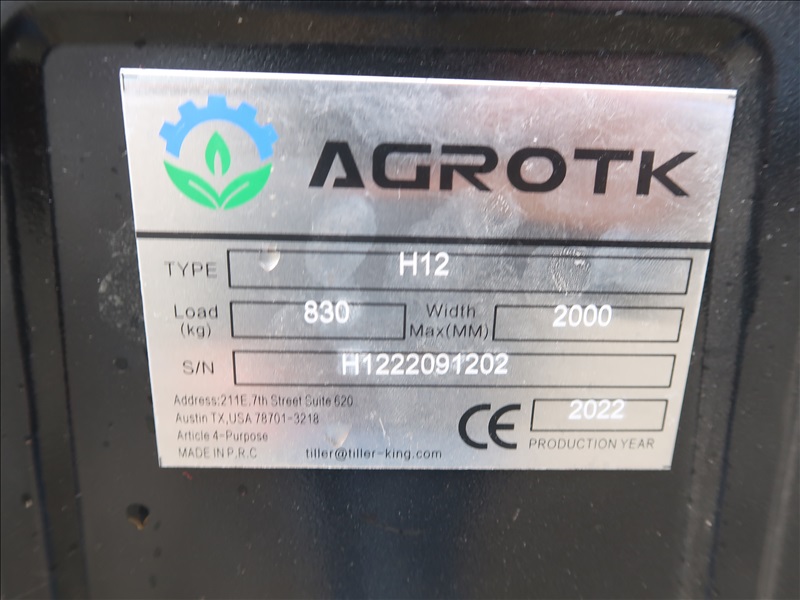 AGROTK
TYPE H12
Load (kg) 830 Width Max(MM) 2000
S/N H1222091202
Address:211E.7th Street Suite 620
Austin TX,USA 78701-3218
Article 4-Purpose
MADE IN P.R.C tiller@tiller-king.com
CE 2022
PRODUCTION YEAR